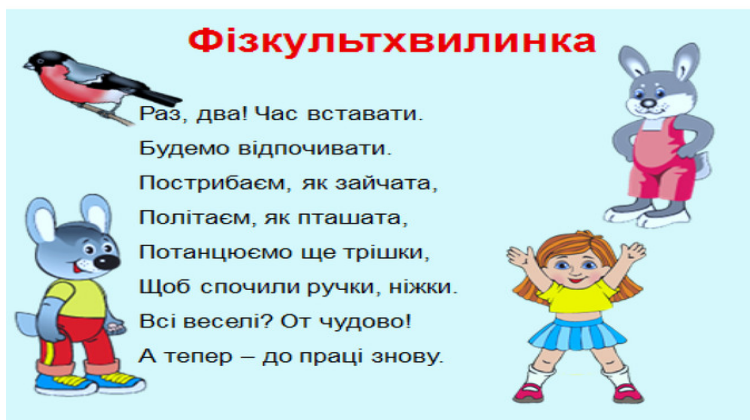 Фізкультхвилинка
Раз, два! Час вставати.
Будемо відпочивати.
Пострибаєм, як зайчата,
Політаєм, як пташата,
Потанцюємо ще трішки,
Щоб спочили ручки, ніжки.
Всі веселі? От чудово!
А тепер – до праці знову.